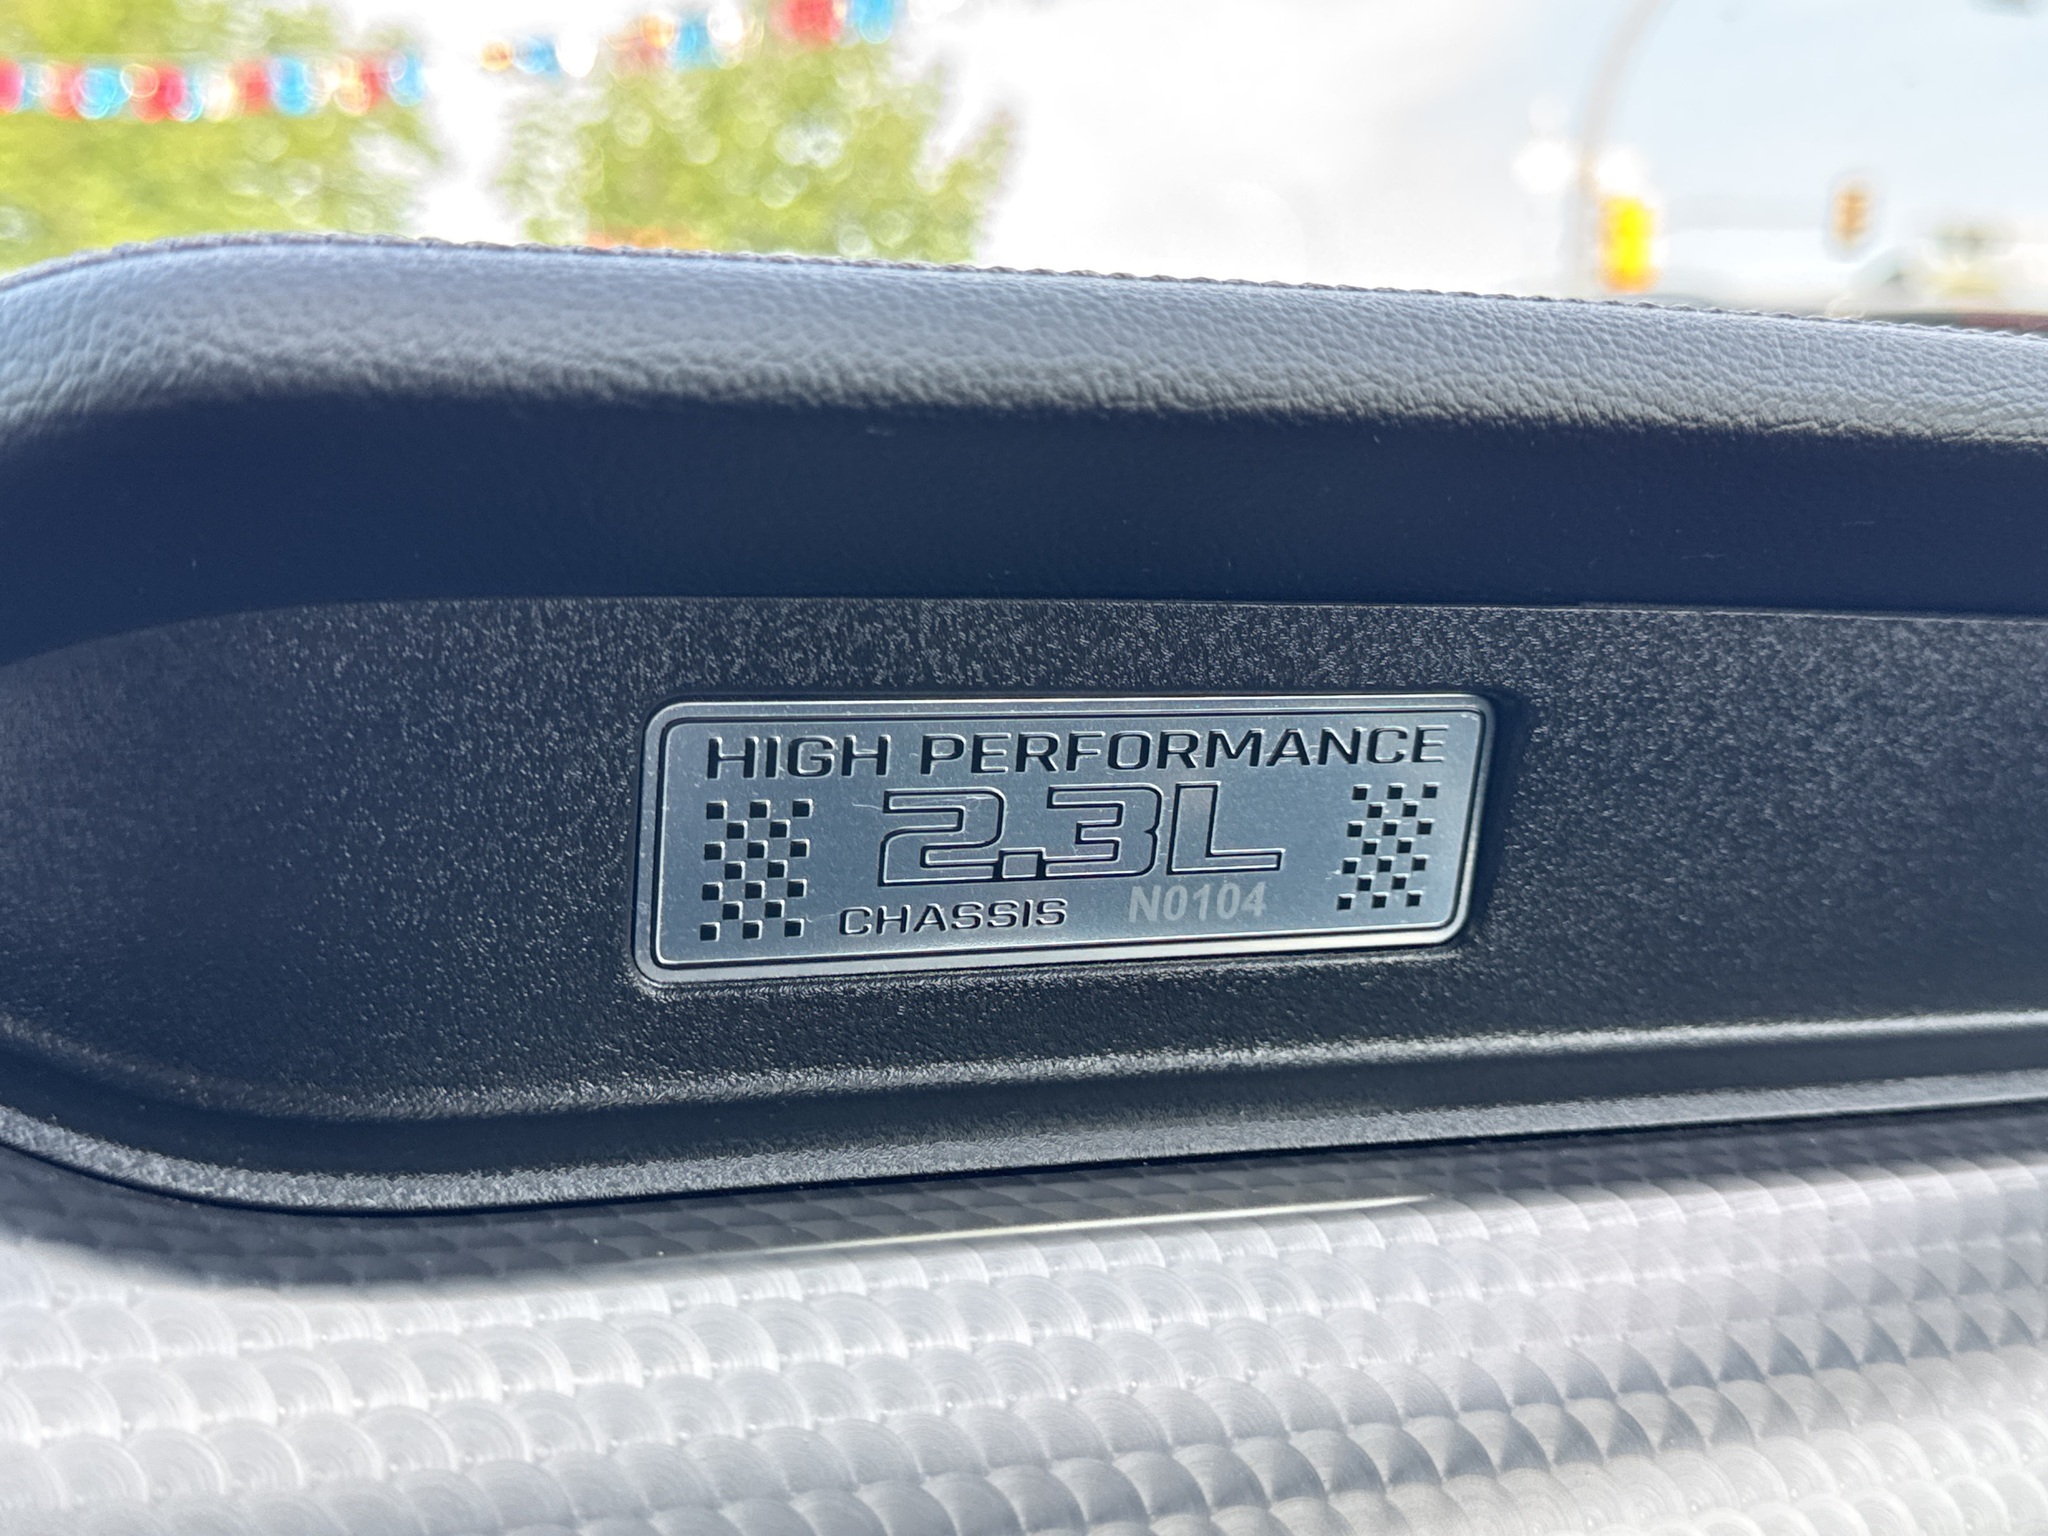 HIGH PERFORMANCE
2.3L
CHASSIS N0104